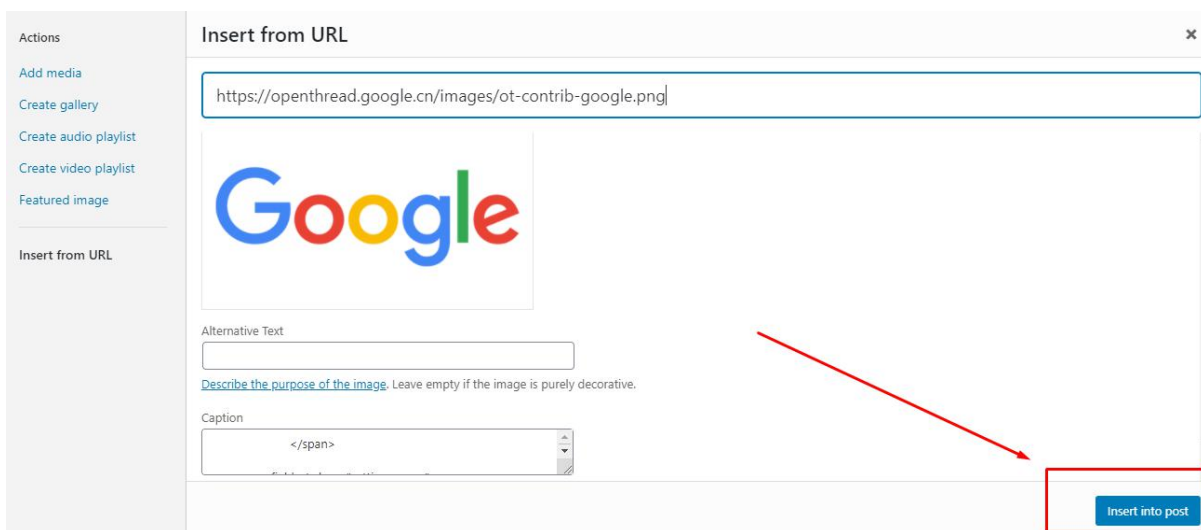 Actions
Add media
Create gallery
Create audio playlist
Create video playlist
Featured image
Insert from URL
Insert from URL
https://openthread.google.cn/images/ot-contrib-google.png
Google
Alternative Text
Describe the purpose of the image. Leave empty if the image is purely decorative.
Caption
</span>
Insert into post